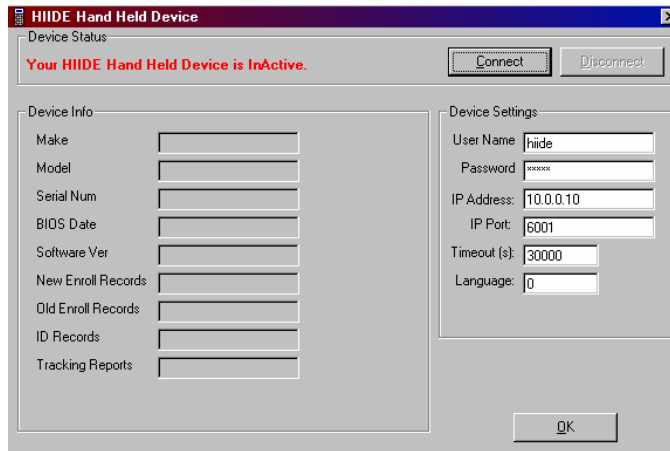 HIIDE Hand Held Device
Device Status
Your HIIDE Hand Held Device is InActive.
Connect
Disconnect
Device Info
Make
Model
Serial Num
BIOS Date
Software Ver
New Enroll Records
Old Enroll Records
ID Records
Tracking Reports
Device Settings
User Name hiide
Password xxxxx
IP Address: 10.0.0.10
IP Port: 6001
Timeout (s): 30000
Language: 0
OK